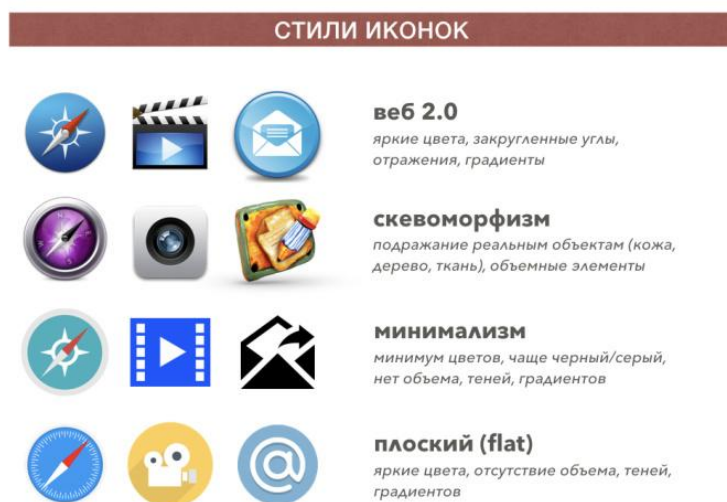 СТИЛИ ИКОНОК
веб 2.0
яркие цвета, закругленные углы,
отражения, градиенты
скевоморфизм
подражание реальным объектам (кожа,
дерево, ткань), объемные элементы
минимализм
минимум цветов, чаще черный/серый,
нет объема, теней, градиентов
плоский (flat)
яркие цвета, отсутствие объема, теней,
градиентов
@